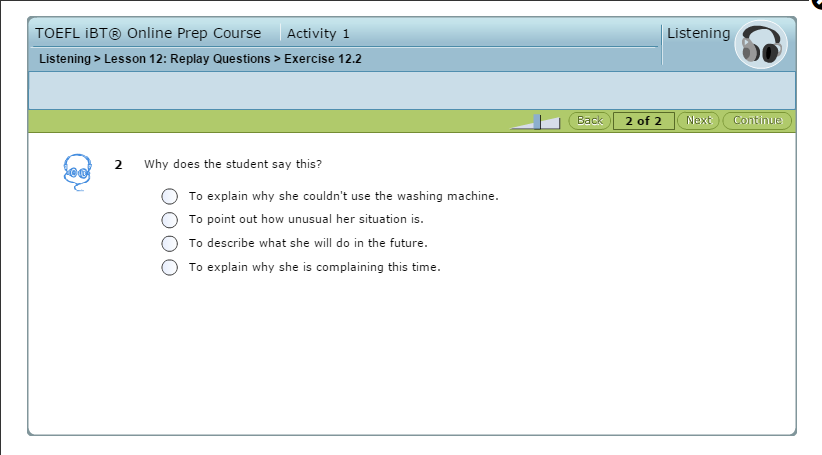 TOEFL iBT® Online Prep Course Activity 1 Listening
Listening > Lesson 12: Replay Questions > Exercise 12.2
Back 2 of 2 Next Continue
2 Why does the student say this?
To explain why she couldn't use the washing machine.
To point out how unusual her situation is.
To describe what she will do in the future.
To explain why she is complaining this time.